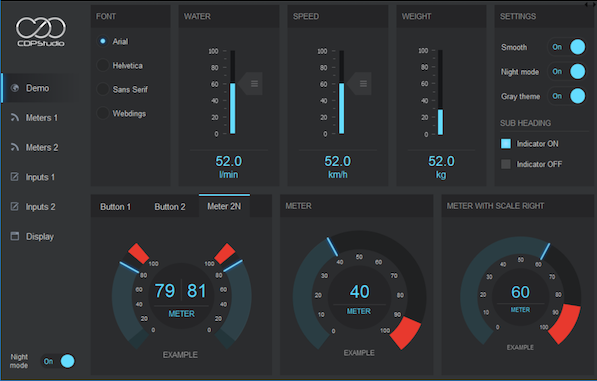 CDPStudio
Demo
Meters 1
Meters 2
Inputs 1
Inputs 2
Display
Night mode On
FONT
Arial
Helvetica
Sans Serif
Webdings
WATER
100
80
60
40
20
0
52.0
l/min
SPEED
100
80
60
40
20
0
52.0
km/h
WEIGHT
100
80
60
40
20
0
52.0
kg
SETTINGS
Smooth On
Night mode On
Gray theme On
SUB HEADING
Indicator ON
Indicator OFF
Button 1 Button 2 Meter 2N
100 100
80 80
60 60
40 40
20 20
0 0
79 81
METER
EXAMPLE
METER
0
10
20
30
40
50
60
70
80
90
100
40
METER
EXAMPLE
METER WITH SCALE RIGHT
0
10
20
30
40
50
60
70
80
90
100
60
METER
EXAMPLE